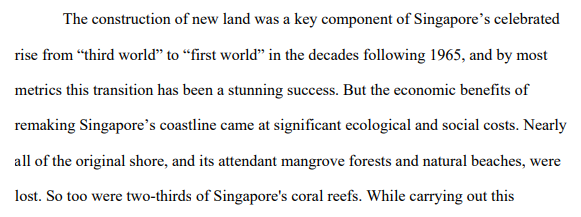 The construction of new land was a key component of Singapore’s celebrated
rise from “third world” to “first world” in the decades following 1965, and by most
metrics this transition has been a stunning success. But the economic benefits of
remaking Singapore’s coastline came at significant ecological and social costs. Nearly
all of the original shore, and its attendant mangrove forests and natural beaches, were
lost. So too were two-thirds of Singapore's coral reefs. While carrying out this